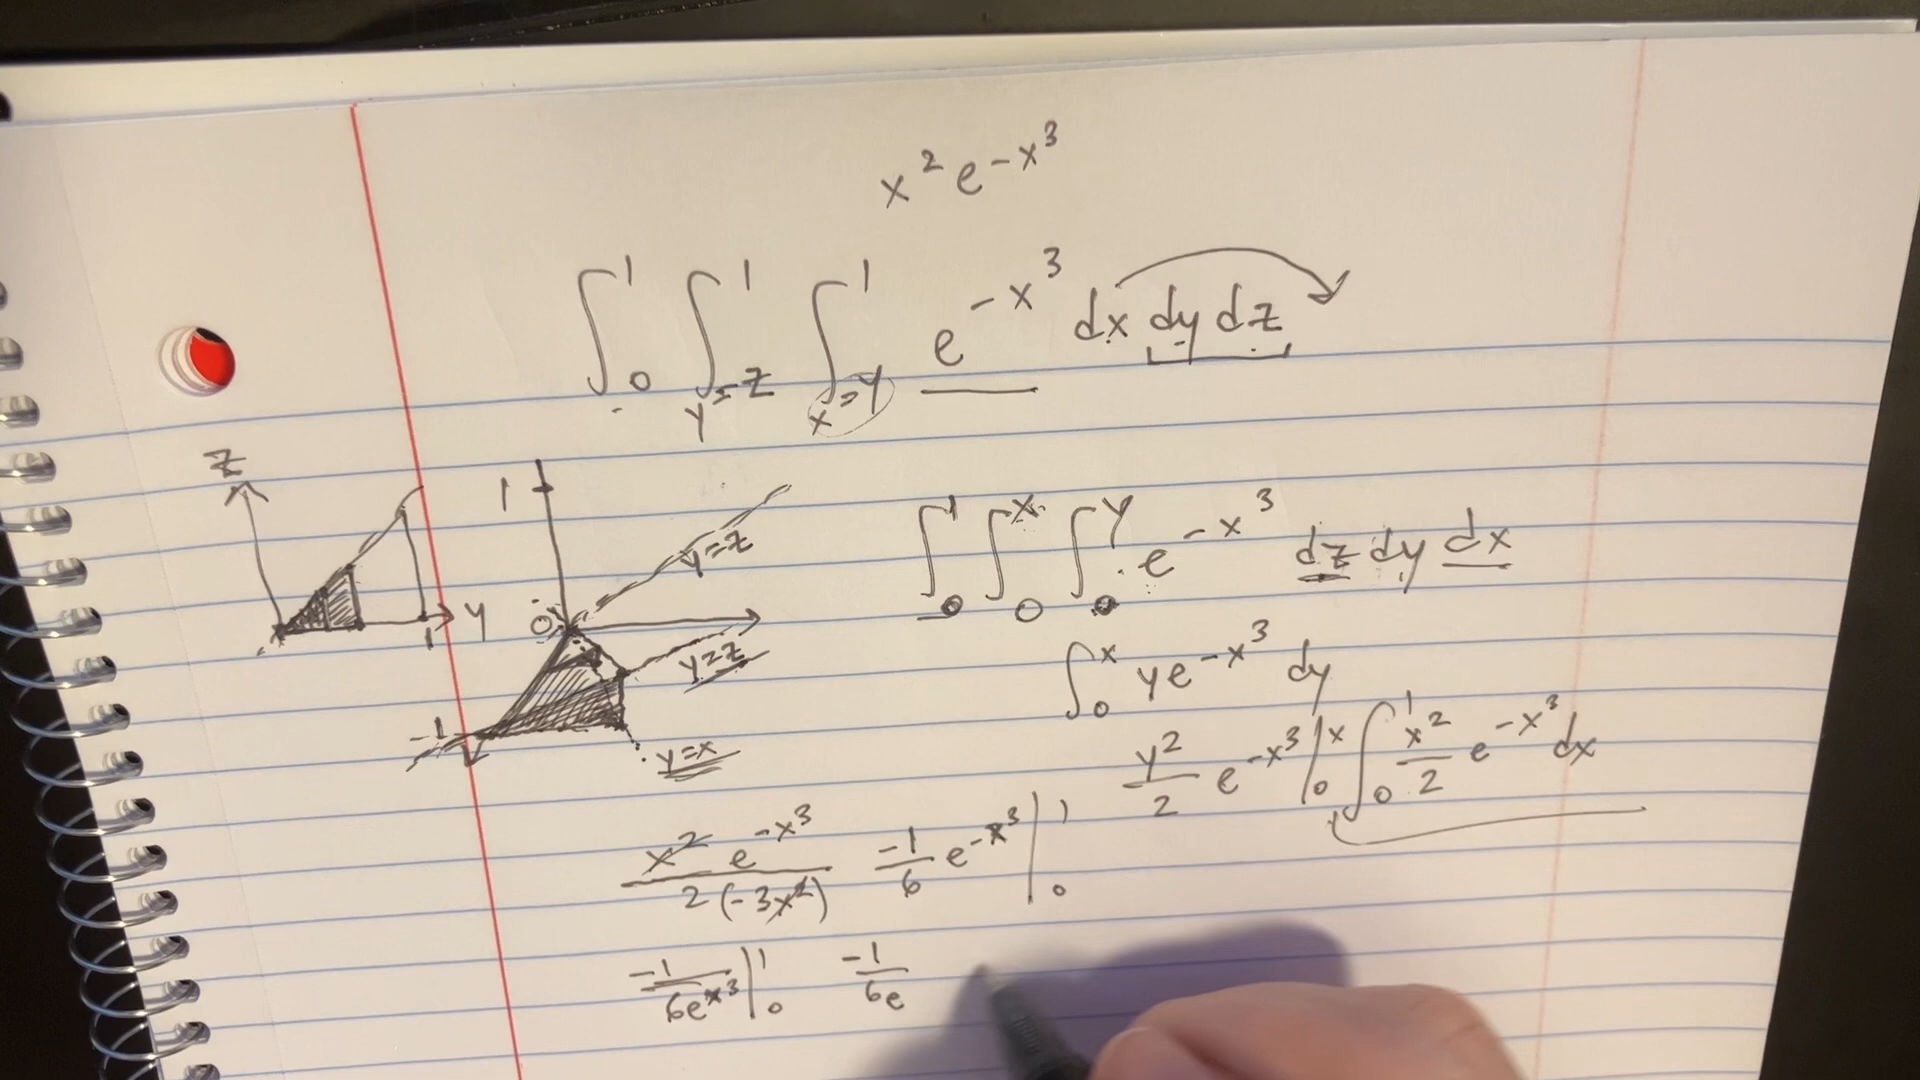 x² e^-x³
∫₀¹ ∫_{y=z}^1 ∫_{x=y}^1 e^-x³ dx dy dz
z
y
1
1
0
-1
y=z
y=z
y=x
∫₀¹ ∫₀ˣ ∫₀ʸ e^-x³ dz dy dx
∫₀ˣ y e^-x³ dy
y²/2 e^-x³ |₀ˣ ∫₀¹ x²/2 e^-x³ dx
x² e^-x³ / 2(-3x²) -1/6 e^-x³ |₀¹
-1/6e^x³ |₀¹ -1/6e